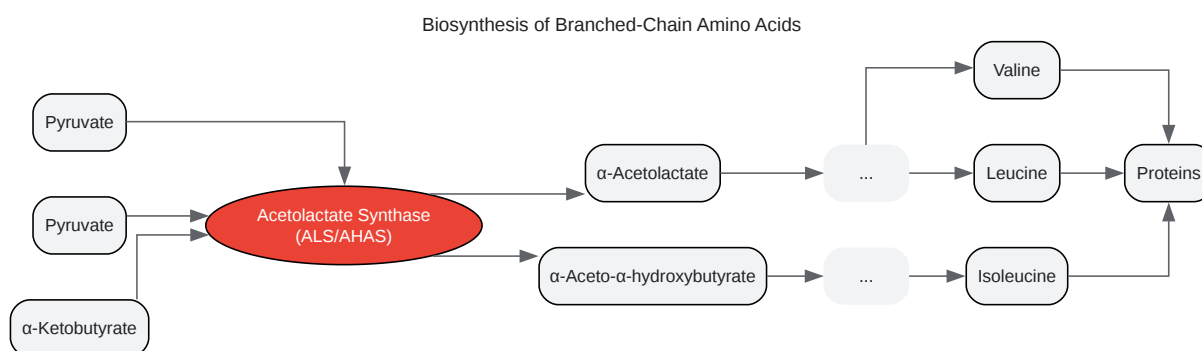 Biosynthesis of Branched-Chain Amino Acids
Valine
Pyruvate
α-Acetolactate
...
Leucine
Proteins
Pyruvate
Acetolactate Synthase
(ALS/AHAS)
α-Aceto-α-hydroxybutyrate
...
Isoleucine
α-Ketobutyrate